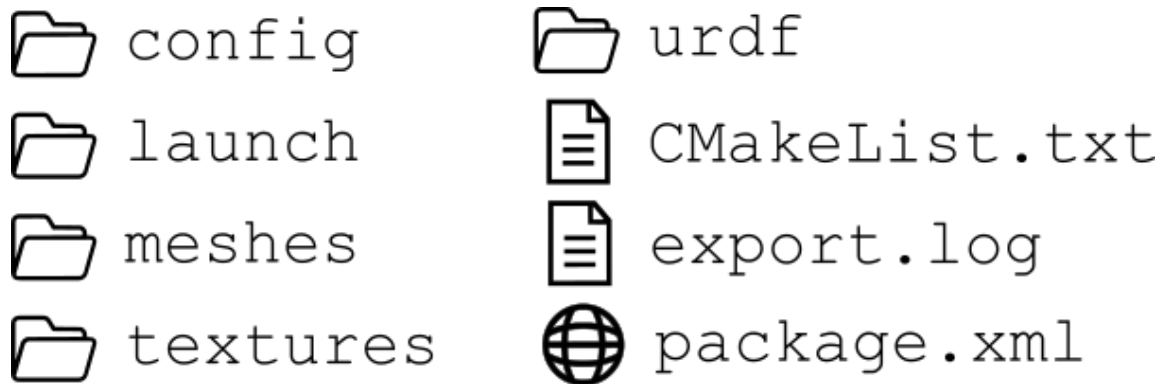 config
launch
meshes
textures
urdf
CMakeList.txt
export.log
package.xml